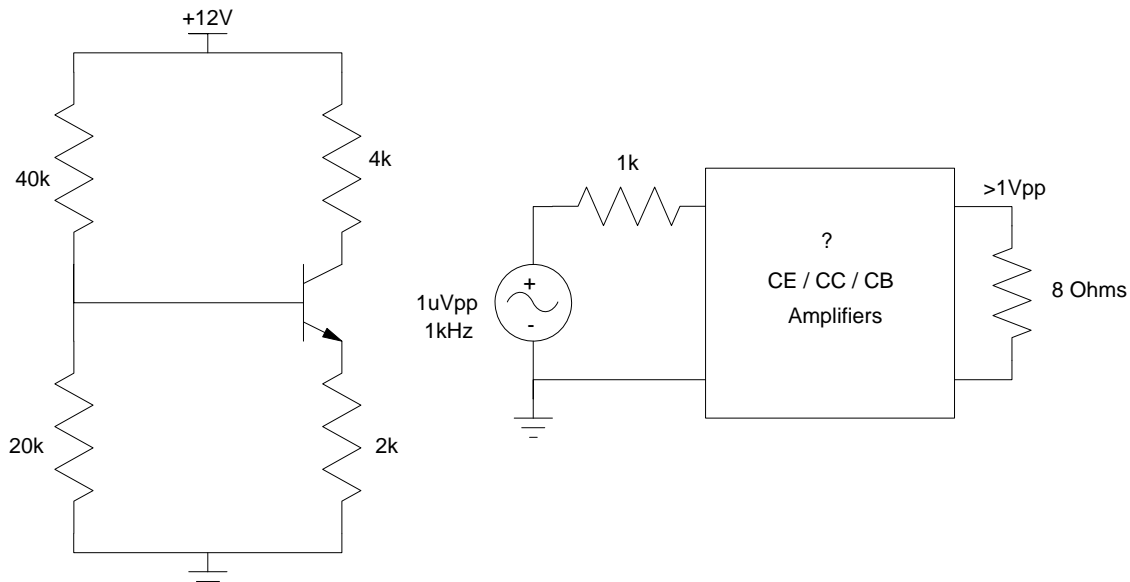 +12V
40k
4k
20k
2k
1k
1uVpp
1kHz
+
-
?
CE / CC / CB
Amplifiers
>1Vpp
8 Ohms